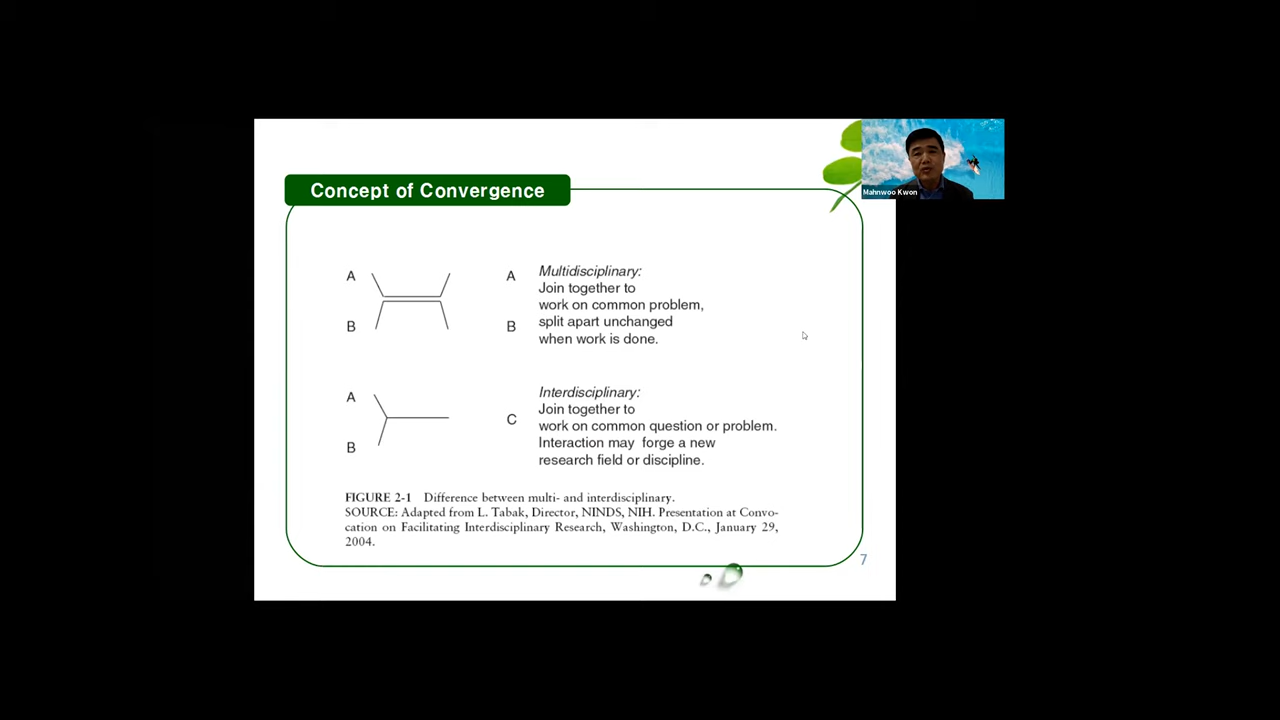 Concept of Convergence
Mahnwoo Kwon
A
A
Multidisciplinary:
Join together to
work on common problem,
B
B
split apart unchanged
when work is done.
A
Interdisciplinary:
Join together to
C
work on common question or problem.
B
Interaction may forge a new
research field or discipline.
FIGURE 2-1 Difference between multi- and interdisciplinary.
SOURCE: Adapted from L. Tabak, Director, NINDS, NIH. Presentation at Convo-
cation on Facilitating Interdisciplinary Research, Washington, D.C., January 29,
2004.
7